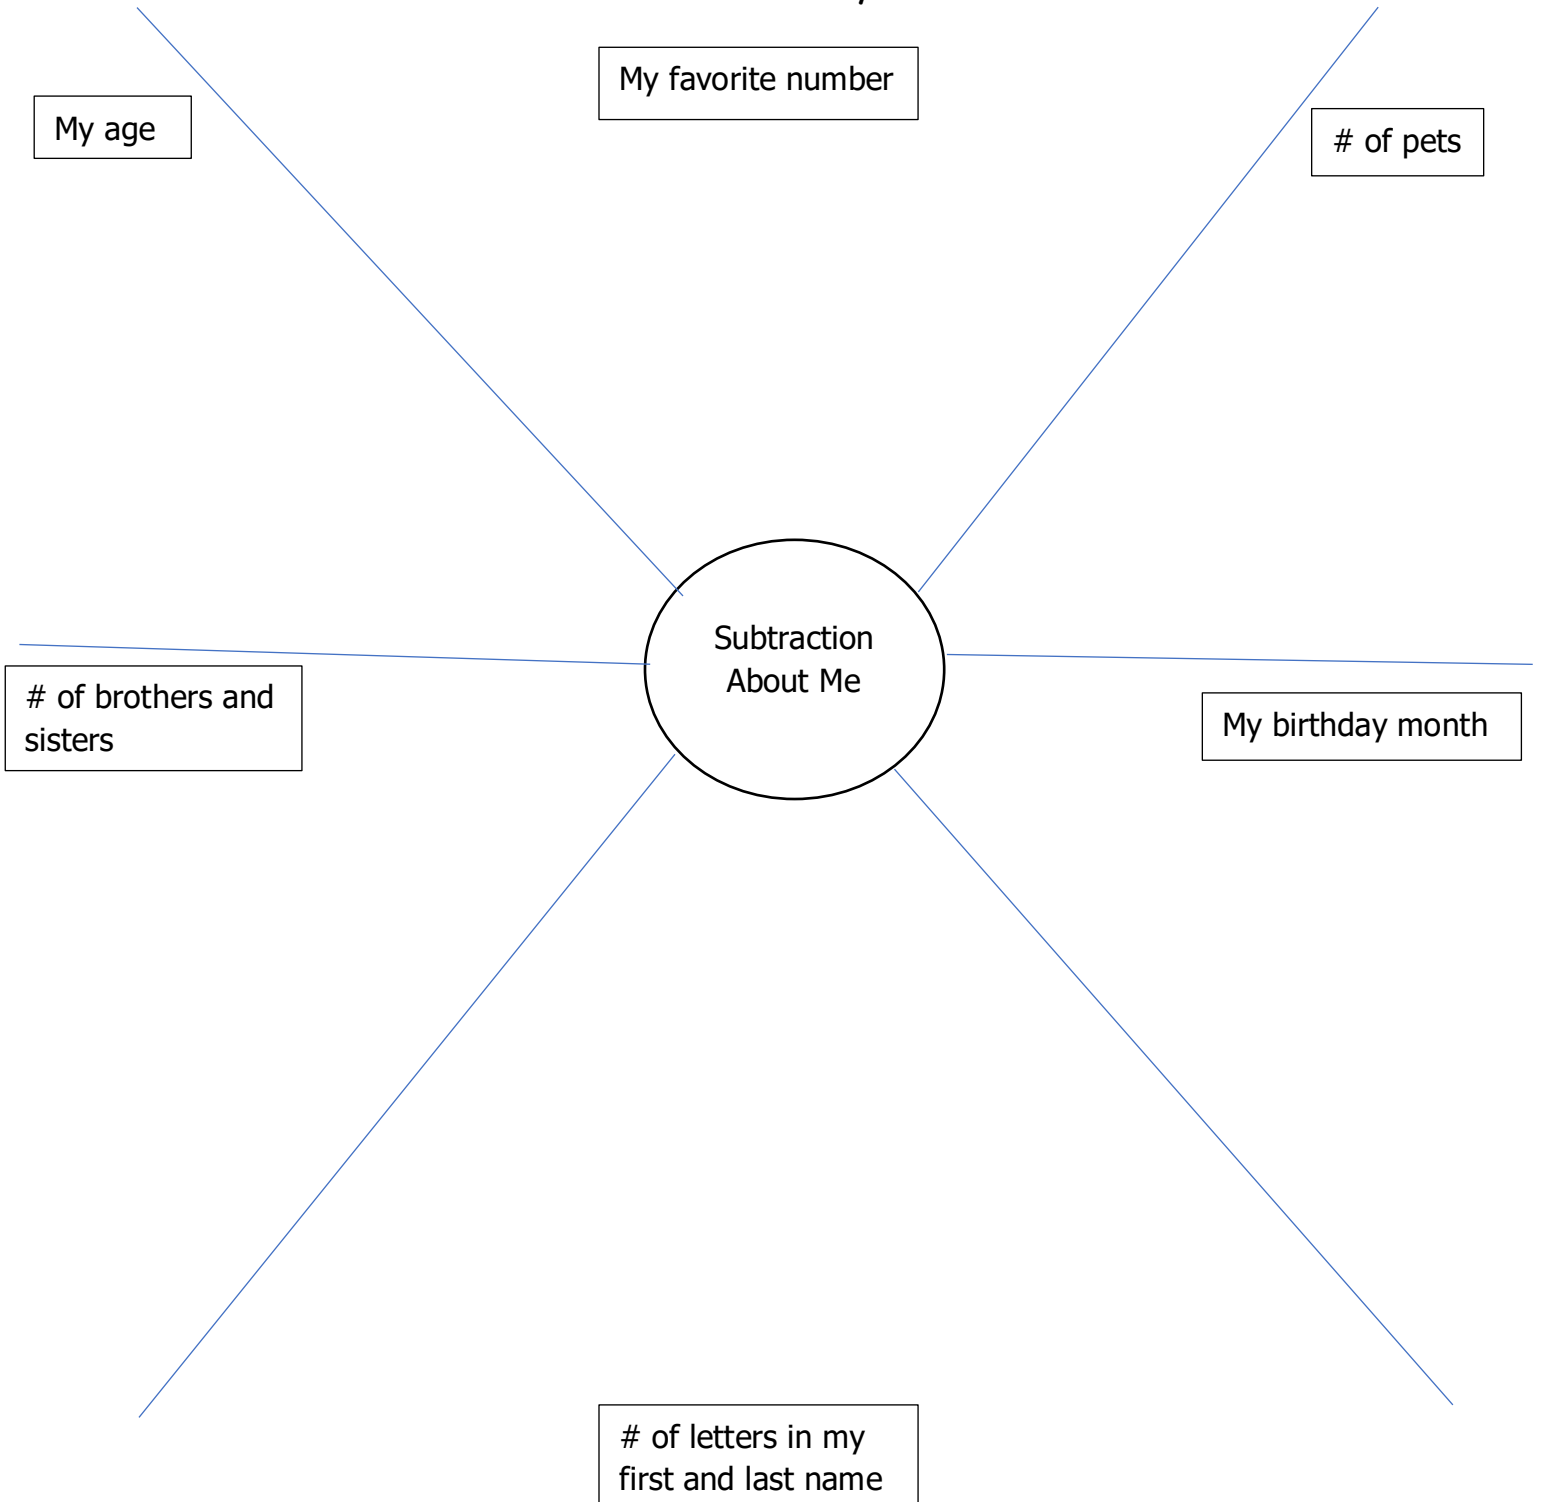 My favorite number
My age
# of pets
Subtraction
About Me
# of brothers and
sisters
My birthday month
# of letters in my
first and last name